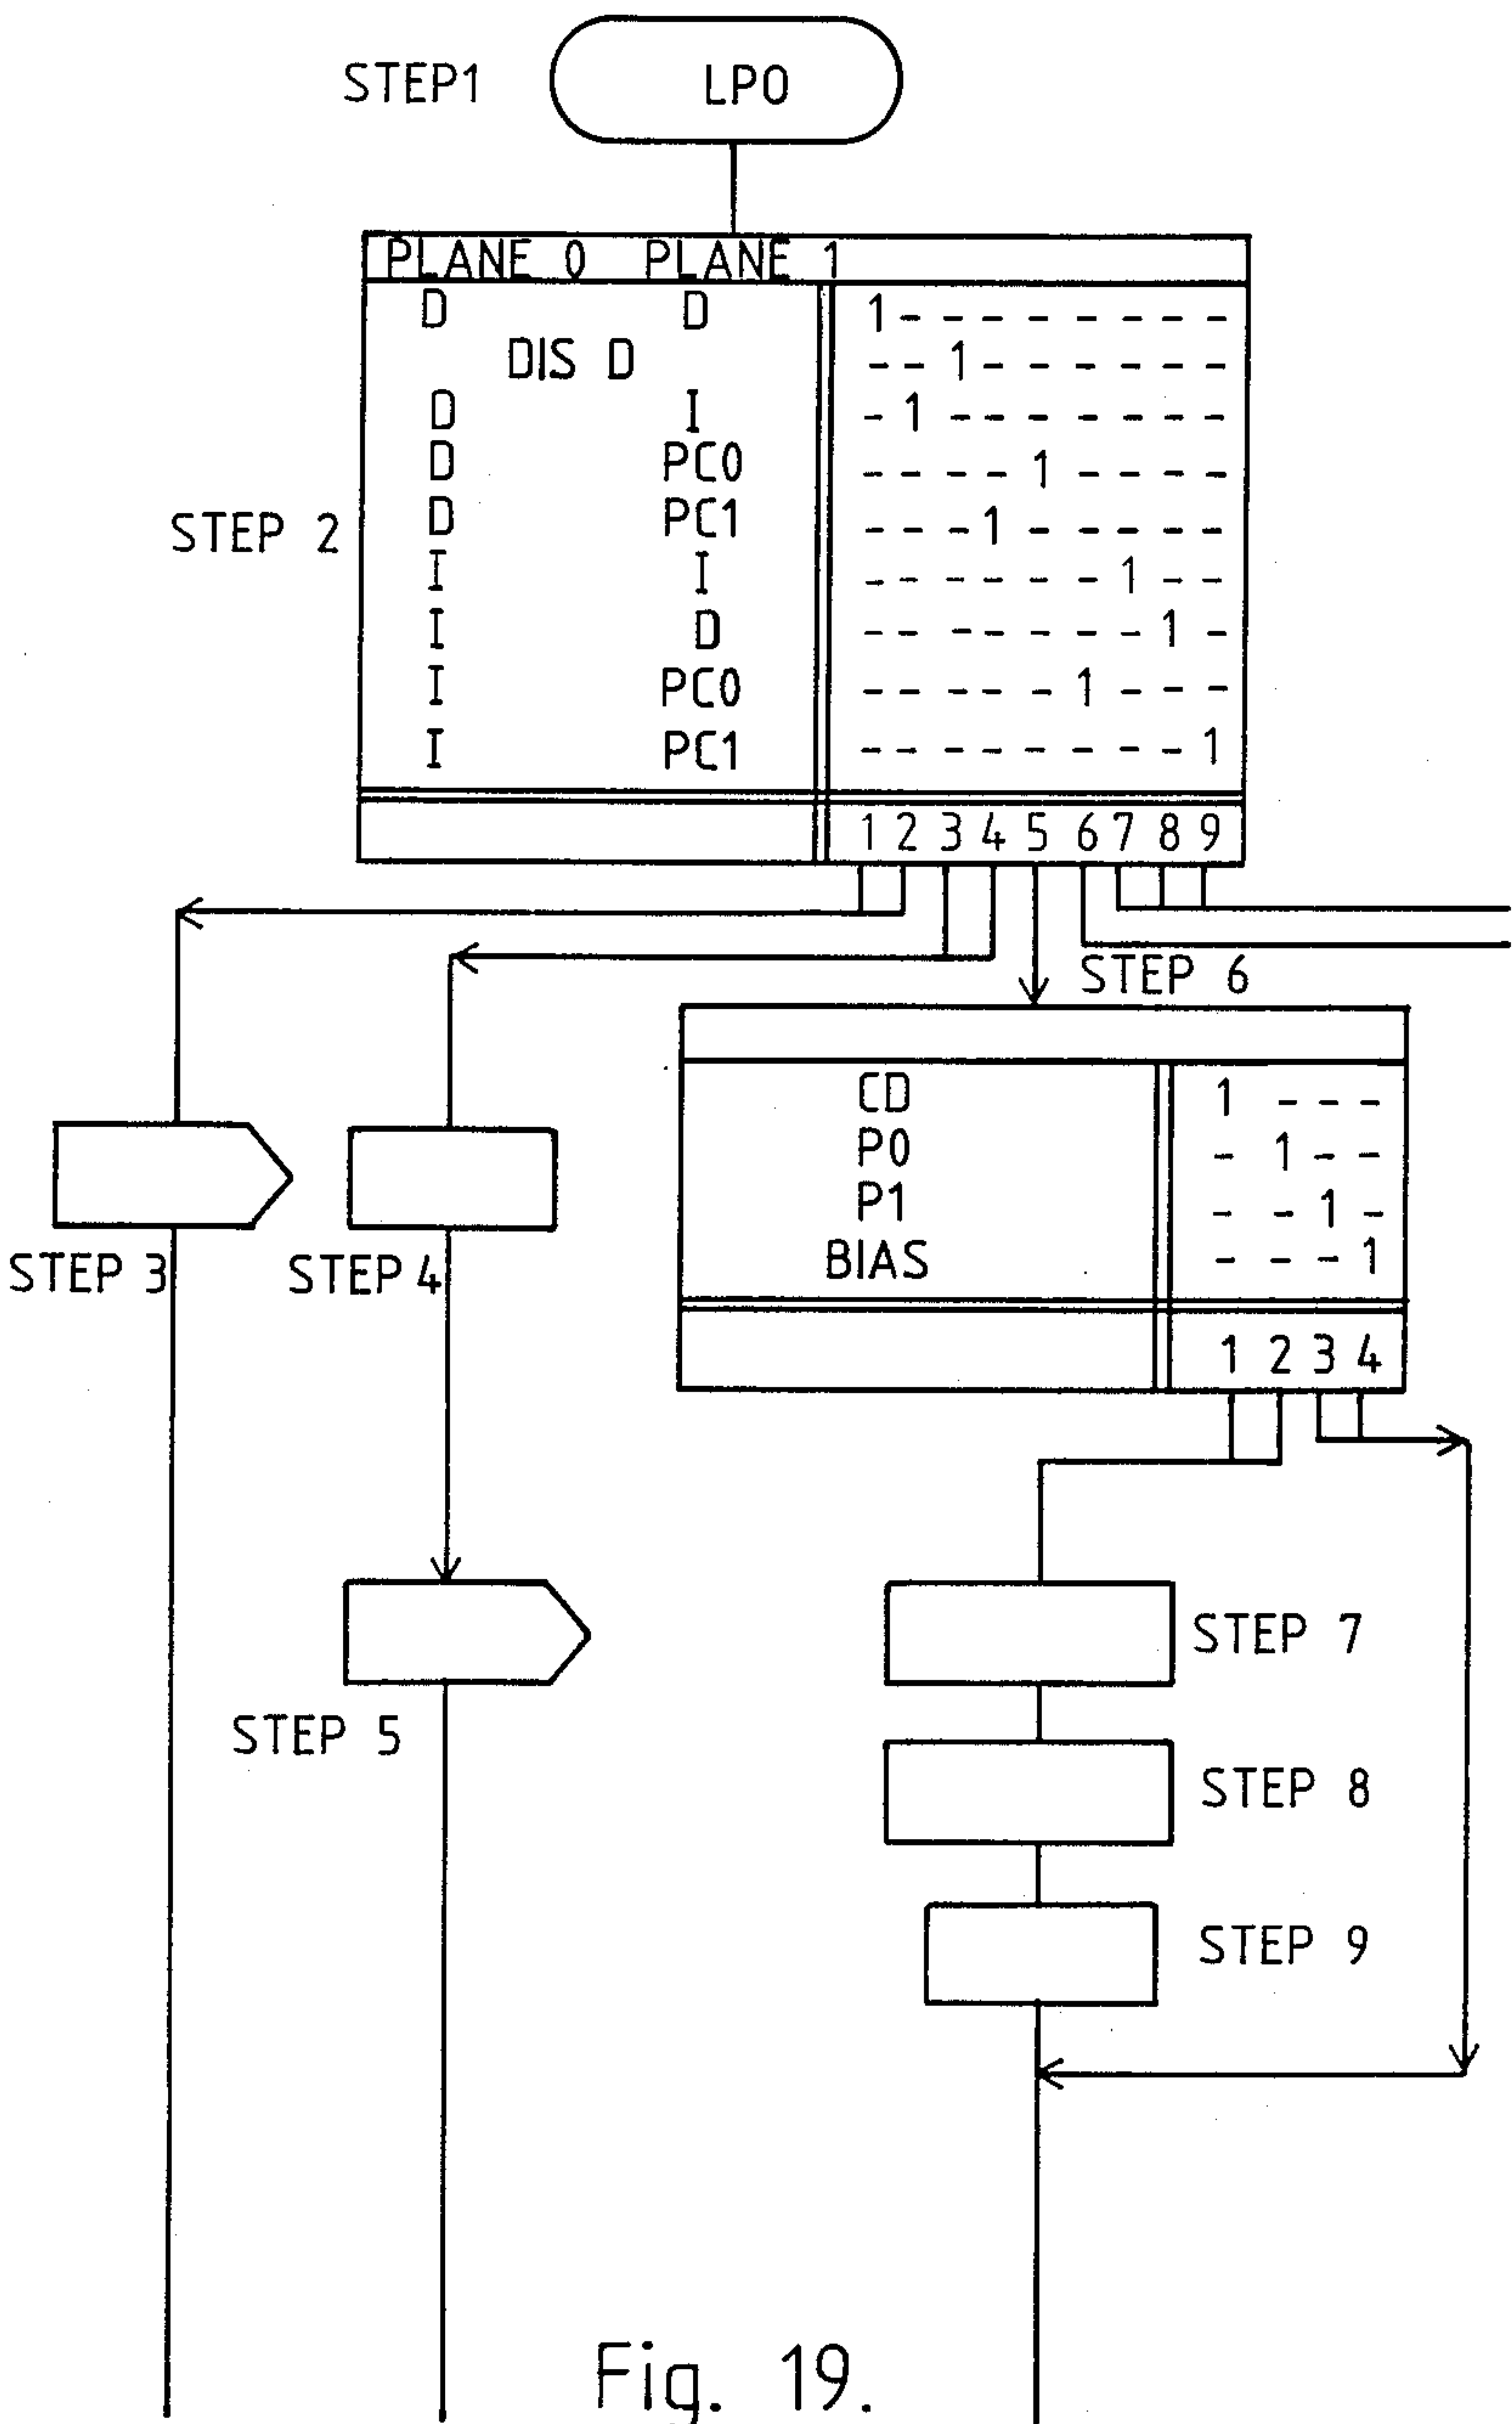 STEP1 LP0
PLANE 0 PLANE 1
D D 1 - - - - - - - -
DIS D - - 1 - - - - - -
D I - 1 - - - - - - -
D PC0 - - - - 1 - - - -
STEP 2 D PC1 - - - 1 - - - - -
I I - - - - - - 1 - -
I D - - - - - - - 1 -
I PC0 - - - - - 1 - - -
I PC1 - - - - - - - - 1
1 2 3 4 5 6 7 8 9
STEP 6
CD 1 - - -
P0 - 1 - -
P1 - - 1 -
BIAS - - - 1
STEP 3 STEP 4
1 2 3 4
STEP 7
STEP 5
STEP 8
STEP 9
Fig. 19.